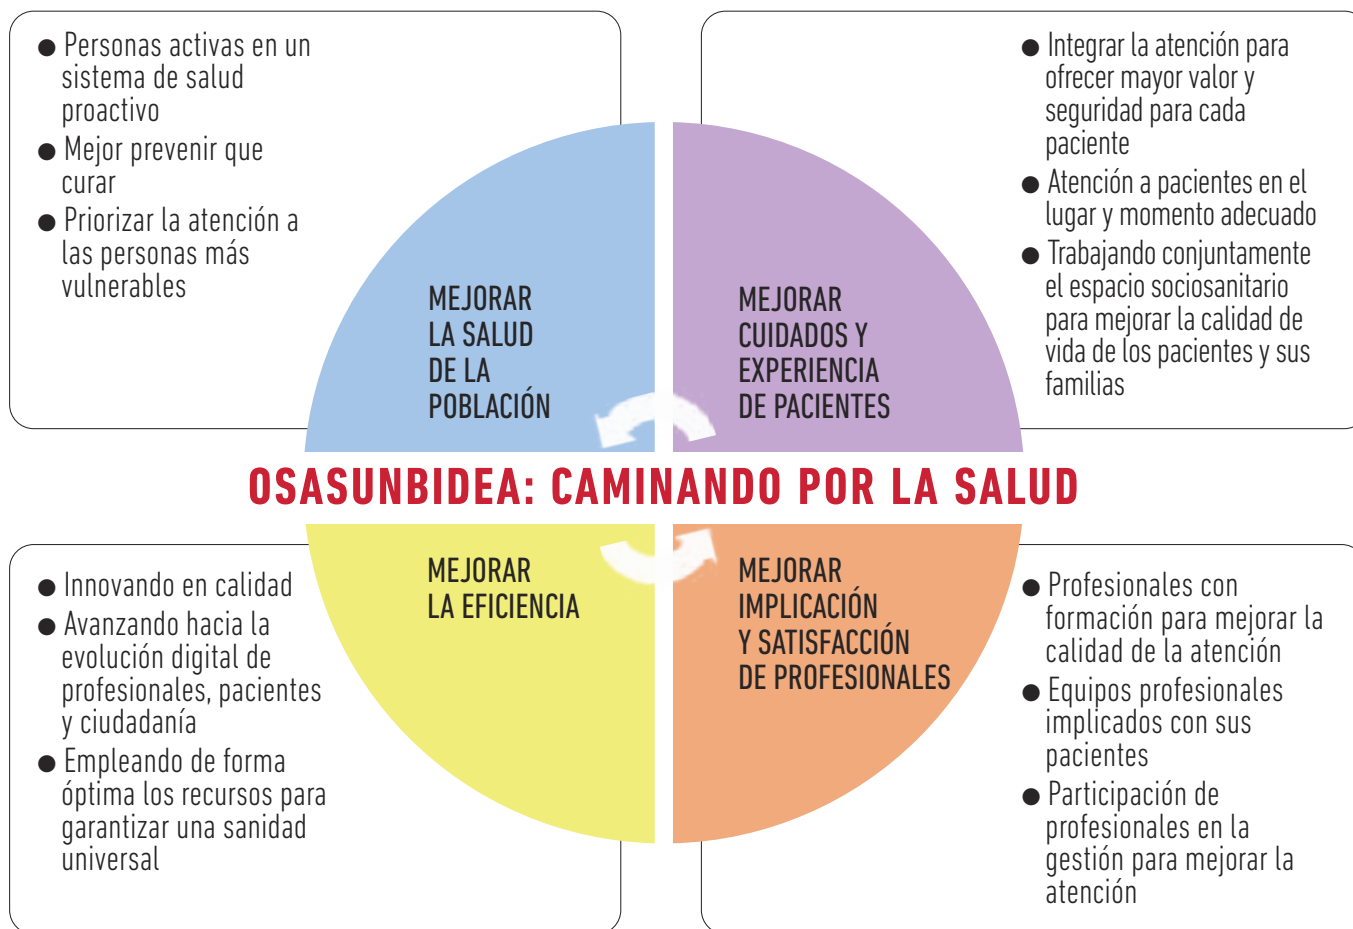 ● Personas activas en un
sistema de salud
proactivo
● Mejor prevenir que
curar
● Priorizar la atención a
las personas más
vulnerables
MEJORAR
LA SALUD
DE LA
POBLACIÓN
● Integrar la atención para
ofrecer mayor valor y
seguridad para cada
paciente
● Atención a pacientes en el
lugar y momento adecuado
● Trabajando conjuntamente
el espacio sociosanitario
para mejorar la calidad de
vida de los pacientes y sus
familias
MEJORAR
CUIDADOS Y
EXPERIENCIA
DE PACIENTES
OSASUNBIDEA: CAMINANDO POR LA SALUD
● Innovando en calidad
● Avanzando hacia la
evolución digital de
profesionales, pacientes
y ciudadanía
● Empleando de forma
óptima los recursos para
garantizar una sanidad
universal
MEJORAR
LA EFICIENCIA
MEJORAR
IMPLICACIÓN
Y SATISFACCIÓN
DE PROFESIONALES
● Profesionales con
formación para mejorar la
calidad de la atención
● Equipos profesionales
implicados con sus
pacientes
● Participación de
profesionales en la
gestión para mejorar la
atención